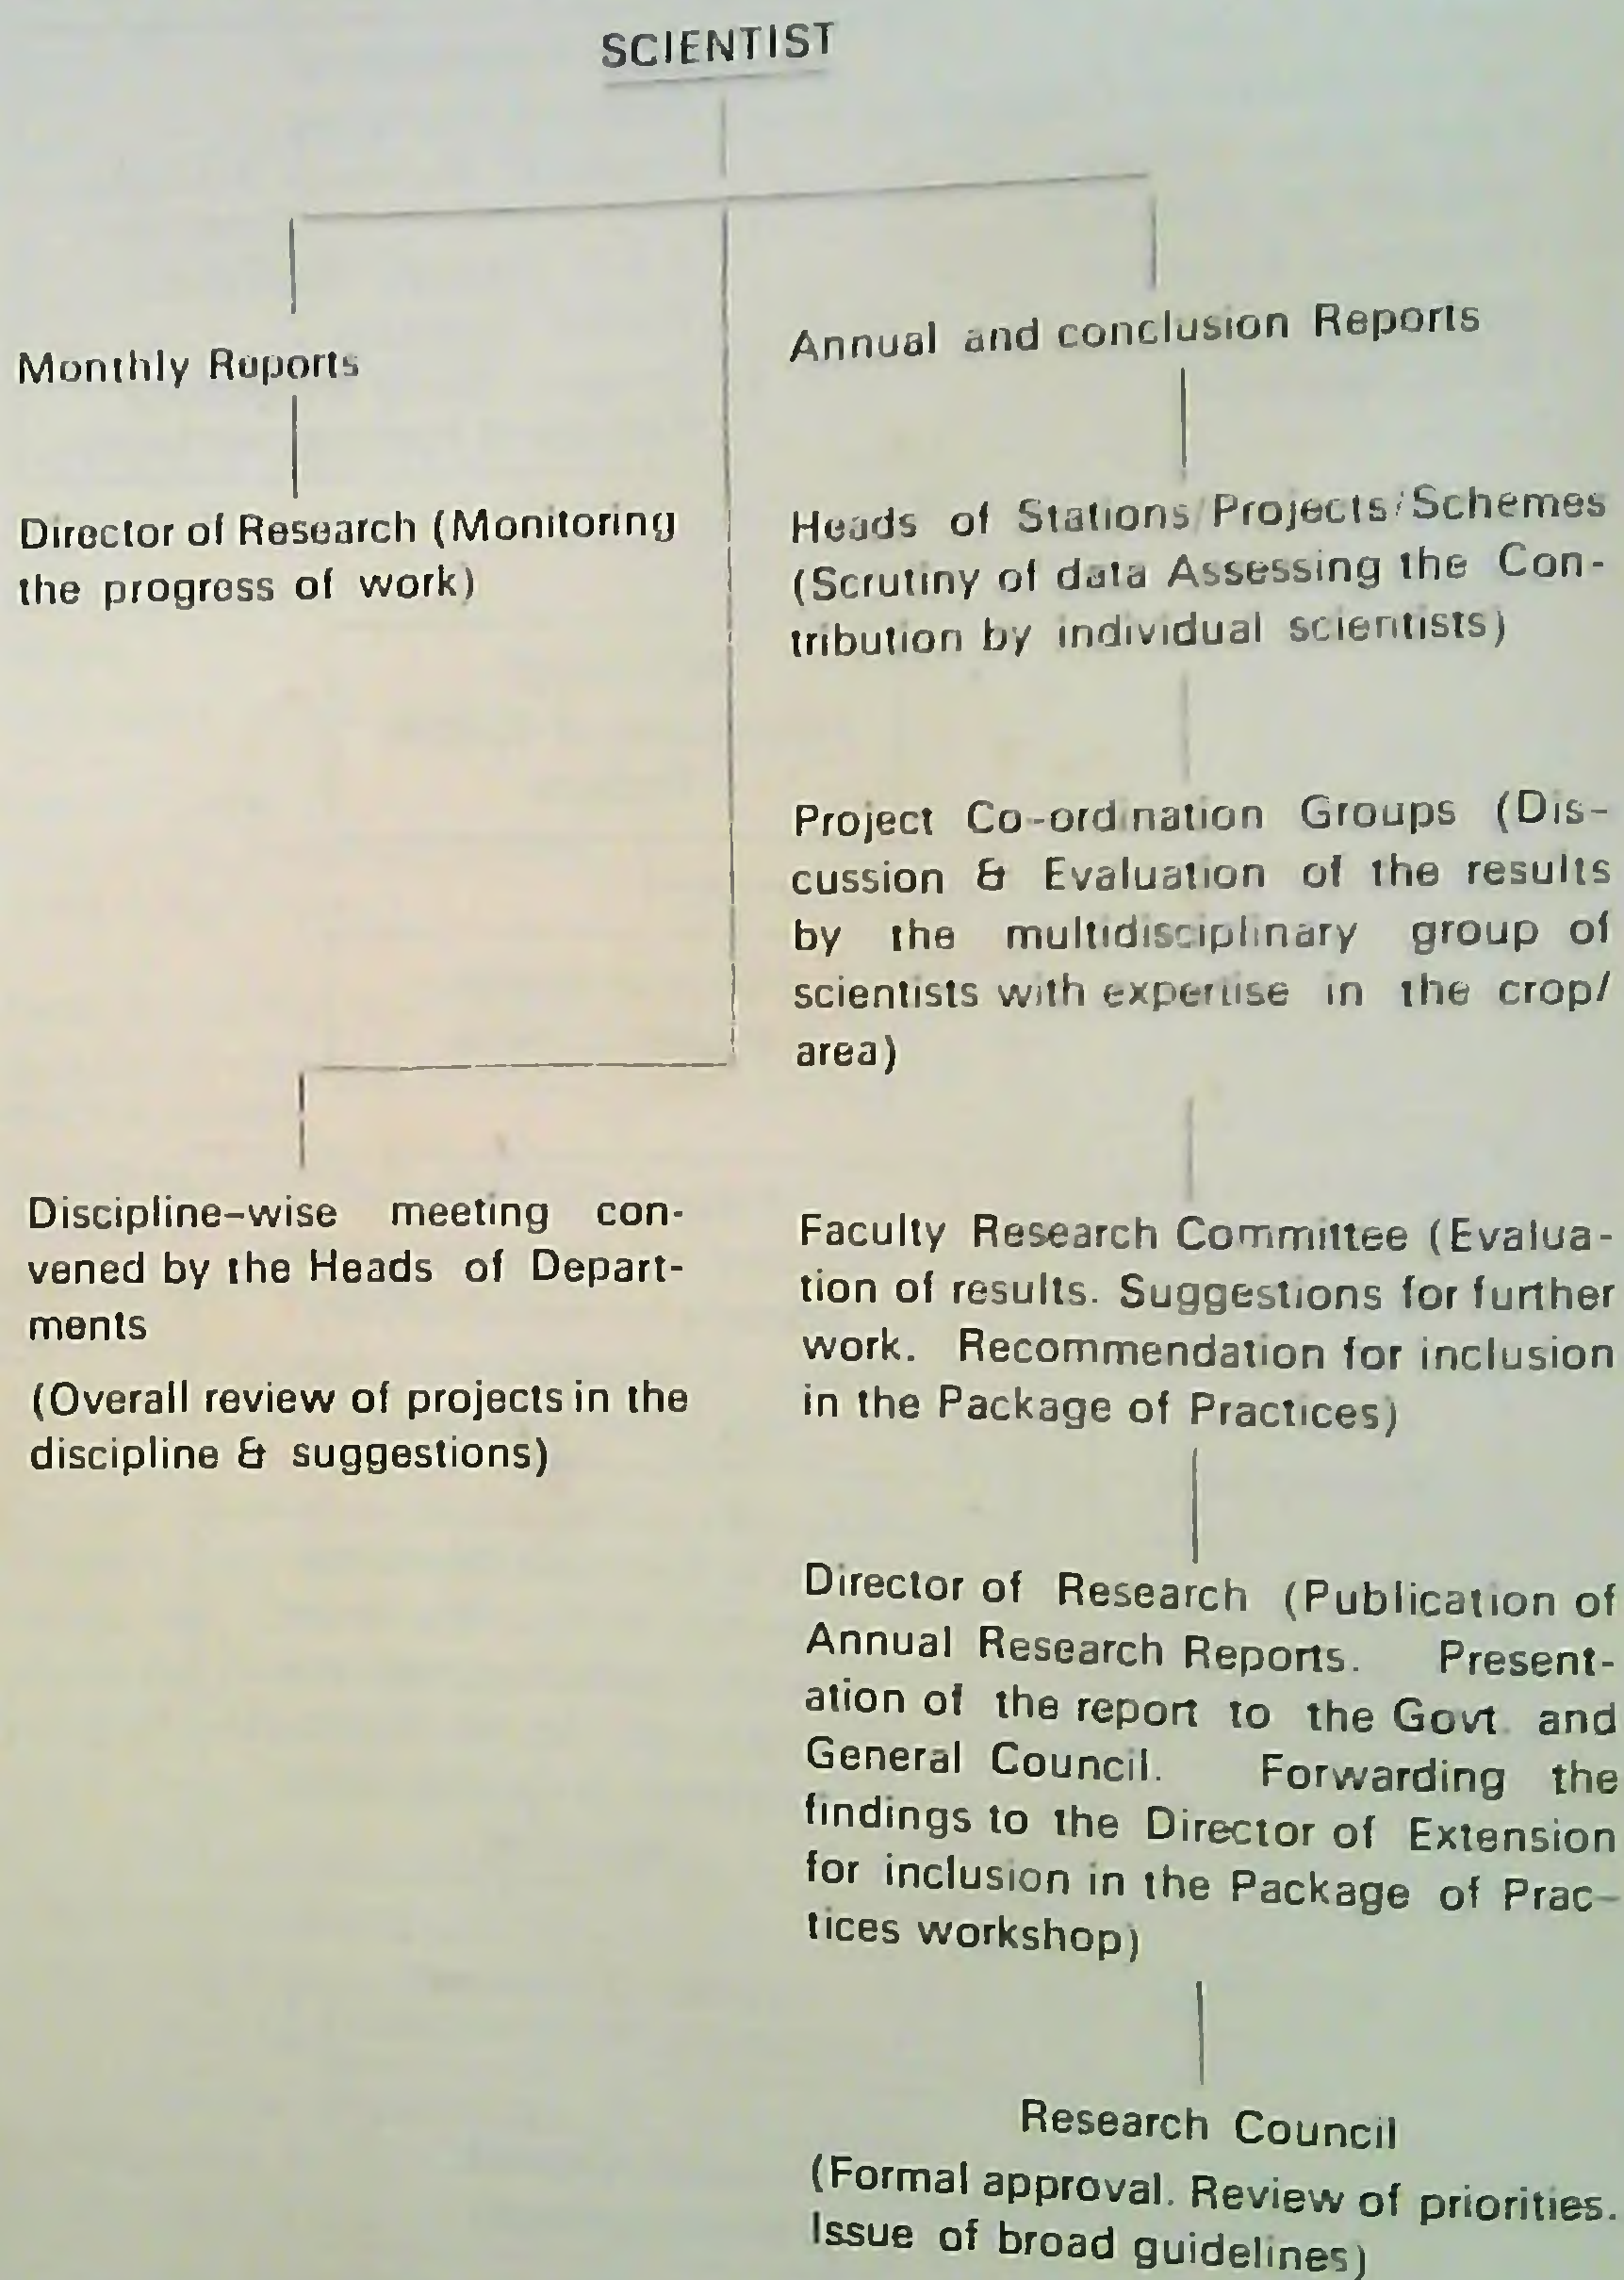 SCIENTIST
Monthly Reports
Director of Research (Monitoring
the progress of work)
Discipline-wise meeting con-
vened by the Heads of Depart-
ments
(Overall review of projects in the
discipline & suggestions)
Annual and conclusion Reports
Heads of Stations/Projects/Schemes
(Scrutiny of data Assessing the Con-
tribution by individual scientists)
Project Co-ordination Groups (Dis-
cussion & Evaluation of the results
by the multidisciplinary group of
scientists with expertise in the crop/
area)
Faculty Research Committee (Evalua-
tion of results. Suggestions for further
work. Recommendation for inclusion
in the Package of Practices)
Director of Research (Publication of
Annual Research Reports. Present-
ation of the report to the Govt. and
General Council. Forwarding the
findings to the Director of Extension
for inclusion in the Package of Prac-
tices workshop)
Research Council
(Formal approval. Review of priorities.
Issue of broad guidelines)